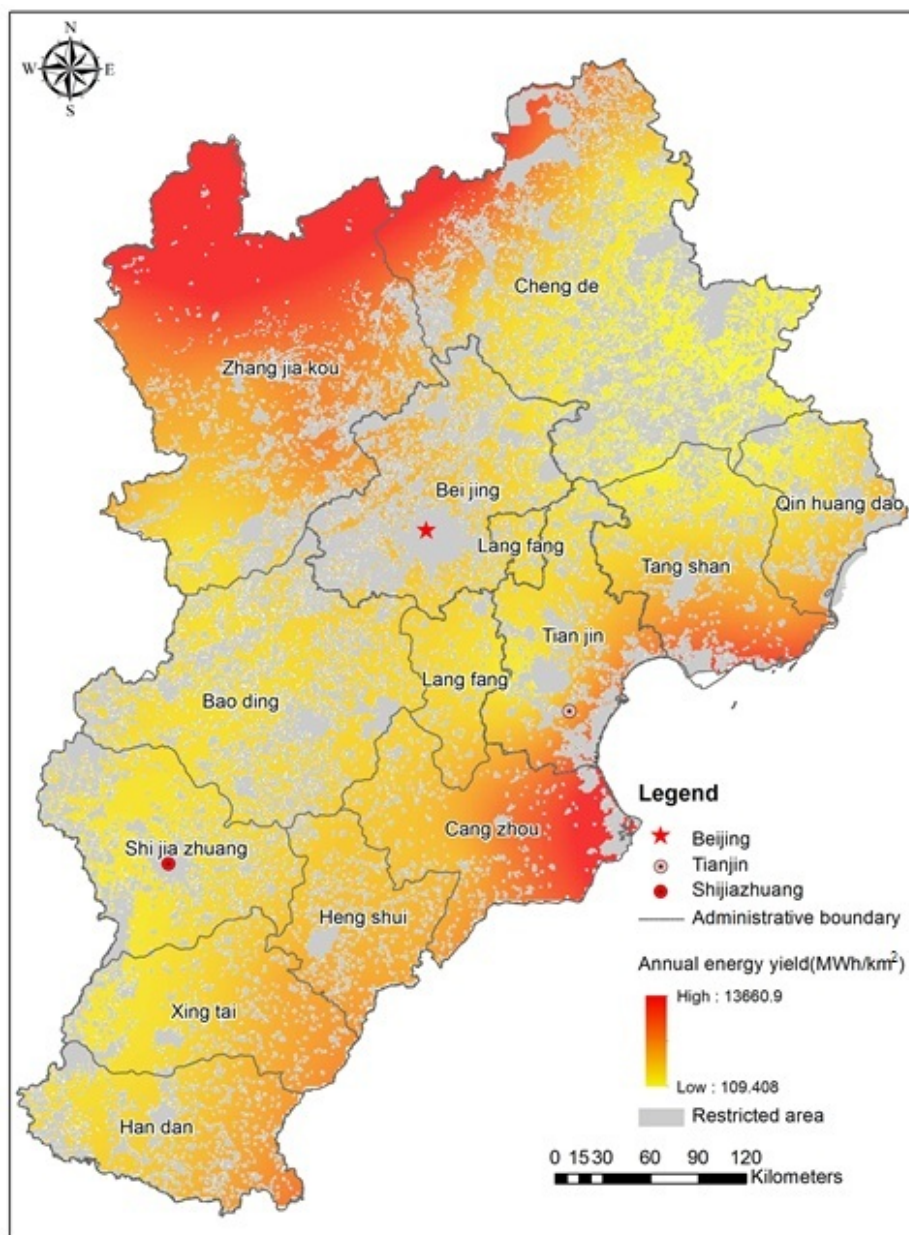 N
W E
S
Cheng de
Zhang jia kou
Bei jing
Qin huang dao
Lang fang
Tang shan
Tian jin
Lang fang
Bao ding
Cang zhou
Shi jia zhuang
Heng shui
Xing tai
Han dan
Legend
Beijing
Tianjin
Shijiazhuang
Administrative boundary
Annual energy yield(MWh/km²)
High : 13660.9
Low : 109.408
Restricted area
0 15 30 60 90 120
Kilometers